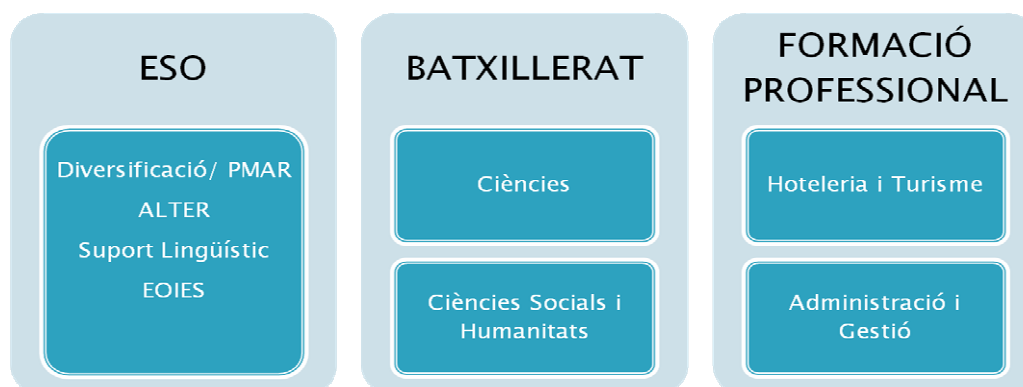 ESO
Diversificació/ PMAR
ALTER
Suport Lingüístic
EOIES
BATXILLERAT
Ciències
Ciències Socials i
Humanitats
FORMACIÓ
PROFESSIONAL
Hoteleria i Turisme
Administració i
Gestió